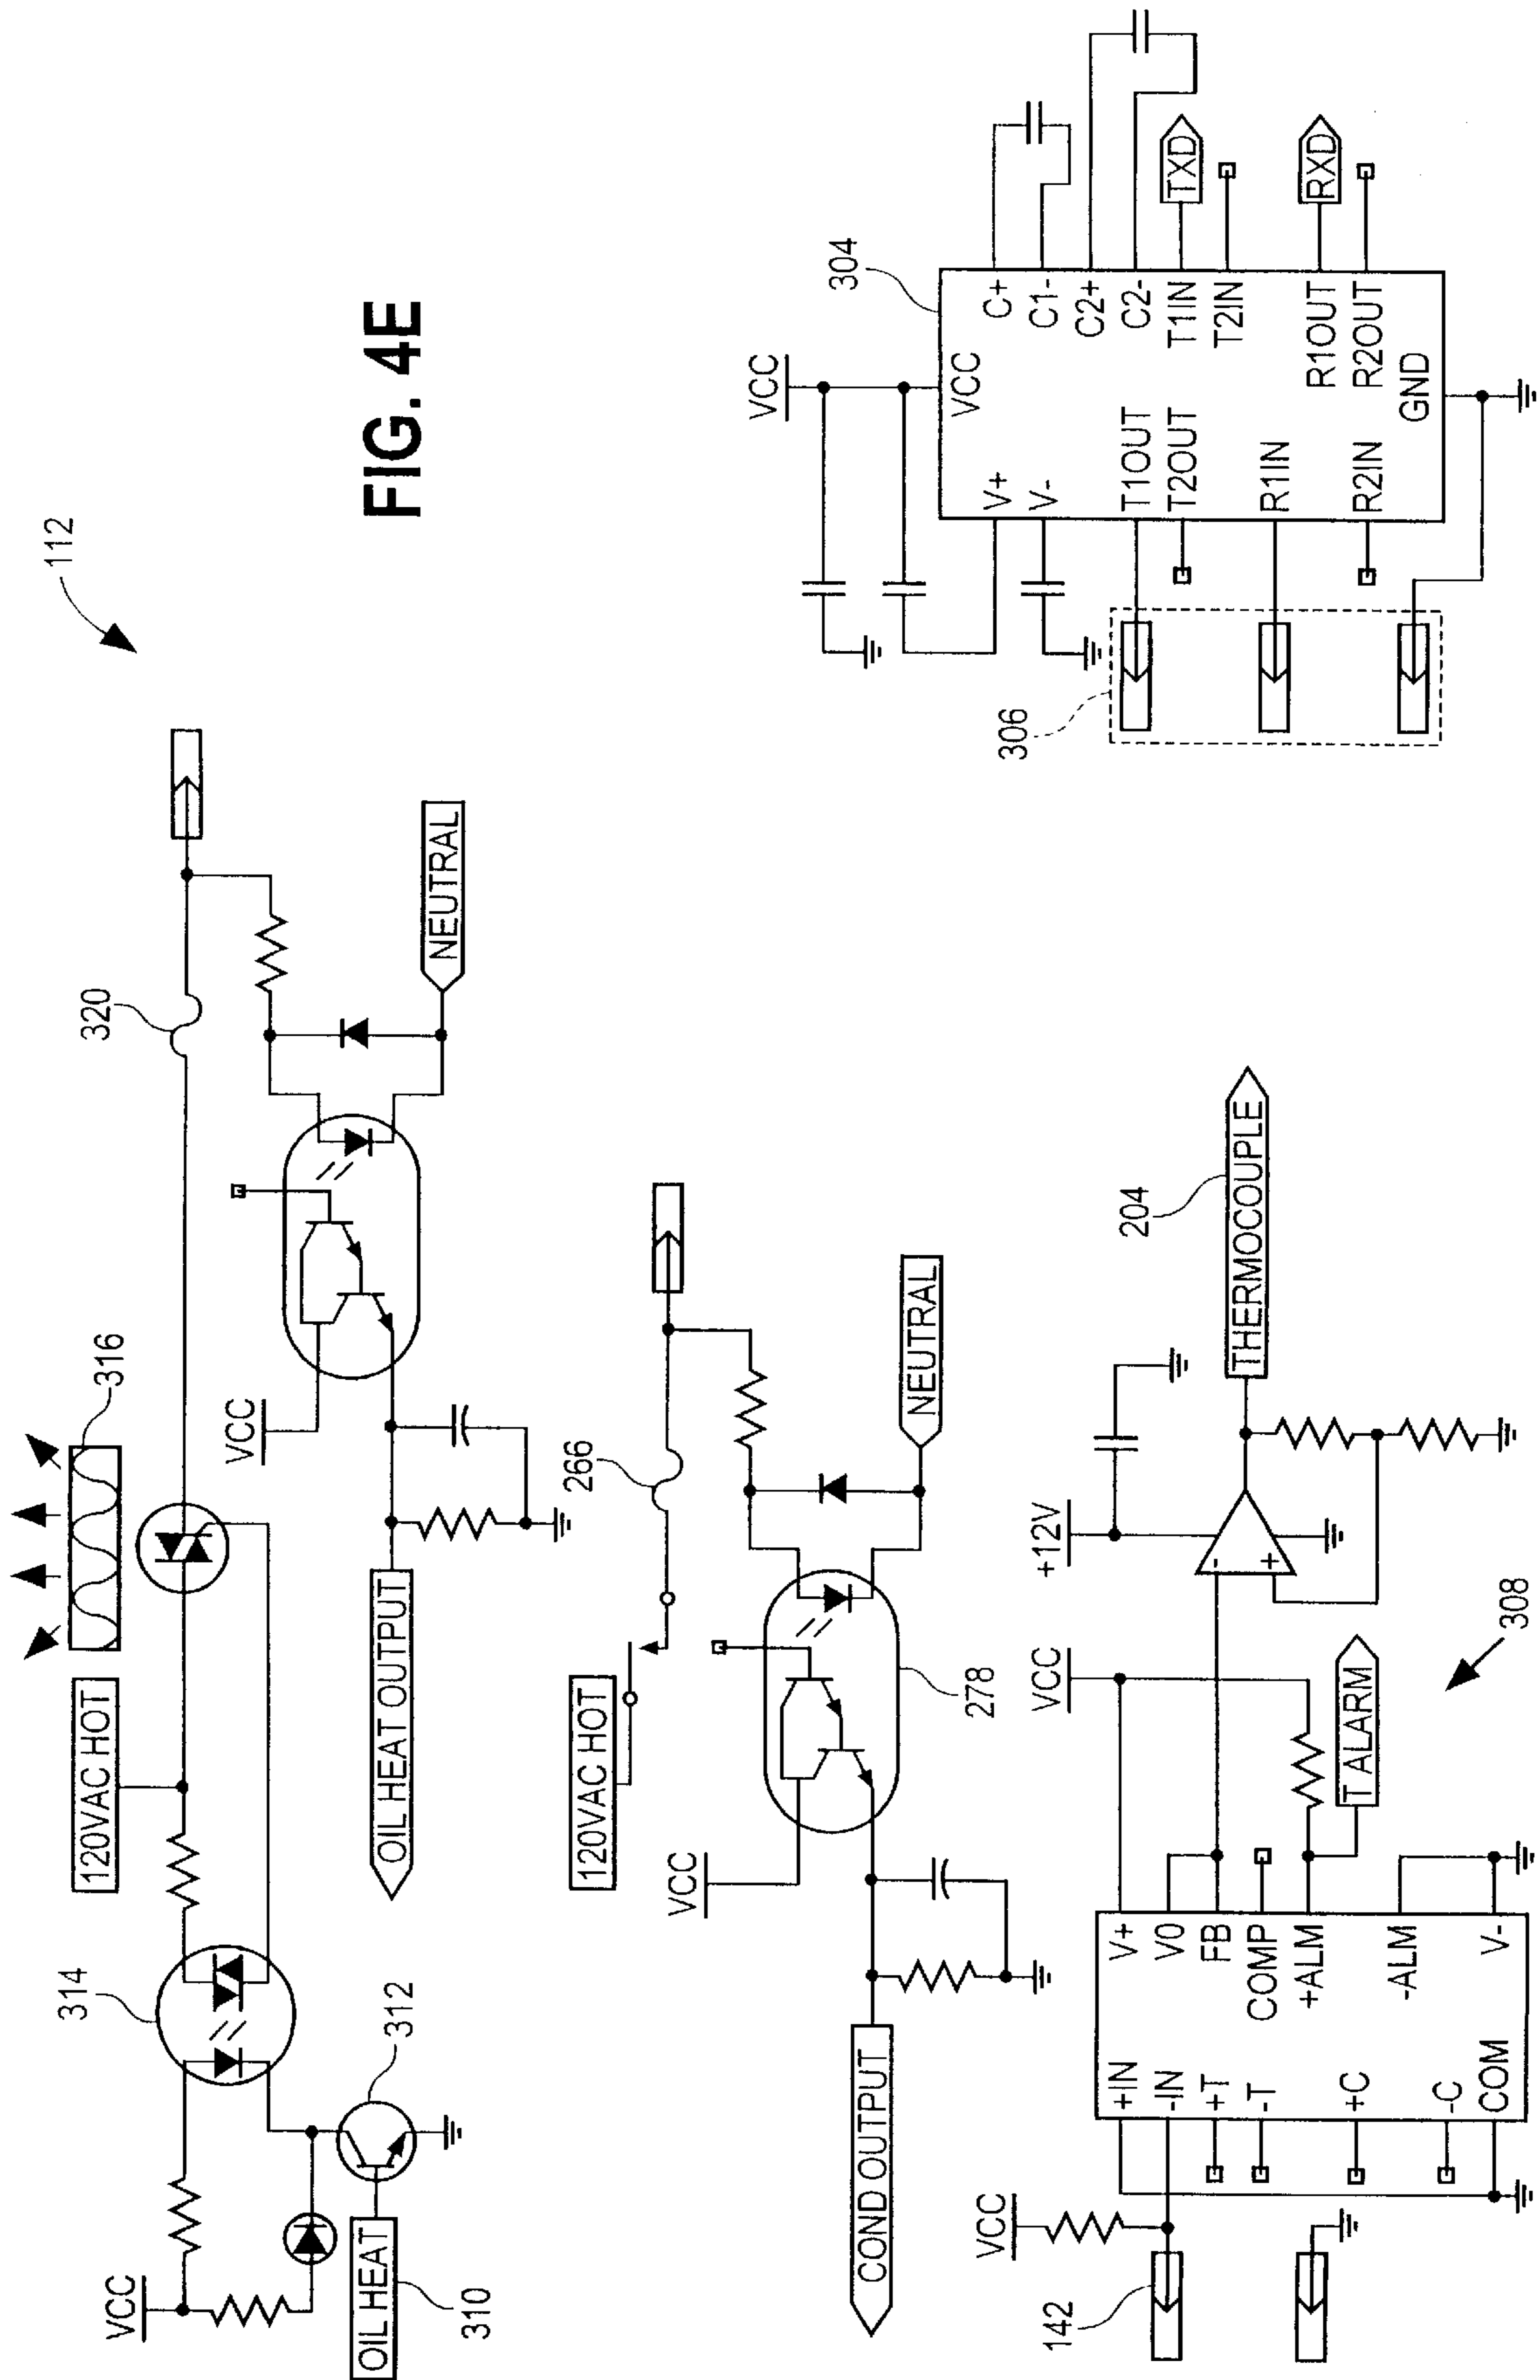 FIG. 4E
112
120VAC HOT
316
320
314
VCC
312
OIL HEAT
310
VCC
OIL HEAT OUTPUT
NEUTRAL
120VAC HOT
266
VCC
278
NEUTRAL
COND OUTPUT
VCC
142
+IN
-IN
+T
-T
+C
-C
COM
V+
V0
FB
COMP
+ALM
-ALM
V-
VCC
T ALARM
308
+12V
-
+
THERMOCOUPLE
204
VCC
304
306
VCC
V+
V-
T1OUT
T2OUT
R1IN
R2IN
GND
C+
C1-
C2+
C2-
T1IN
T2IN
R1OUT
R2OUT
TXD
RXD